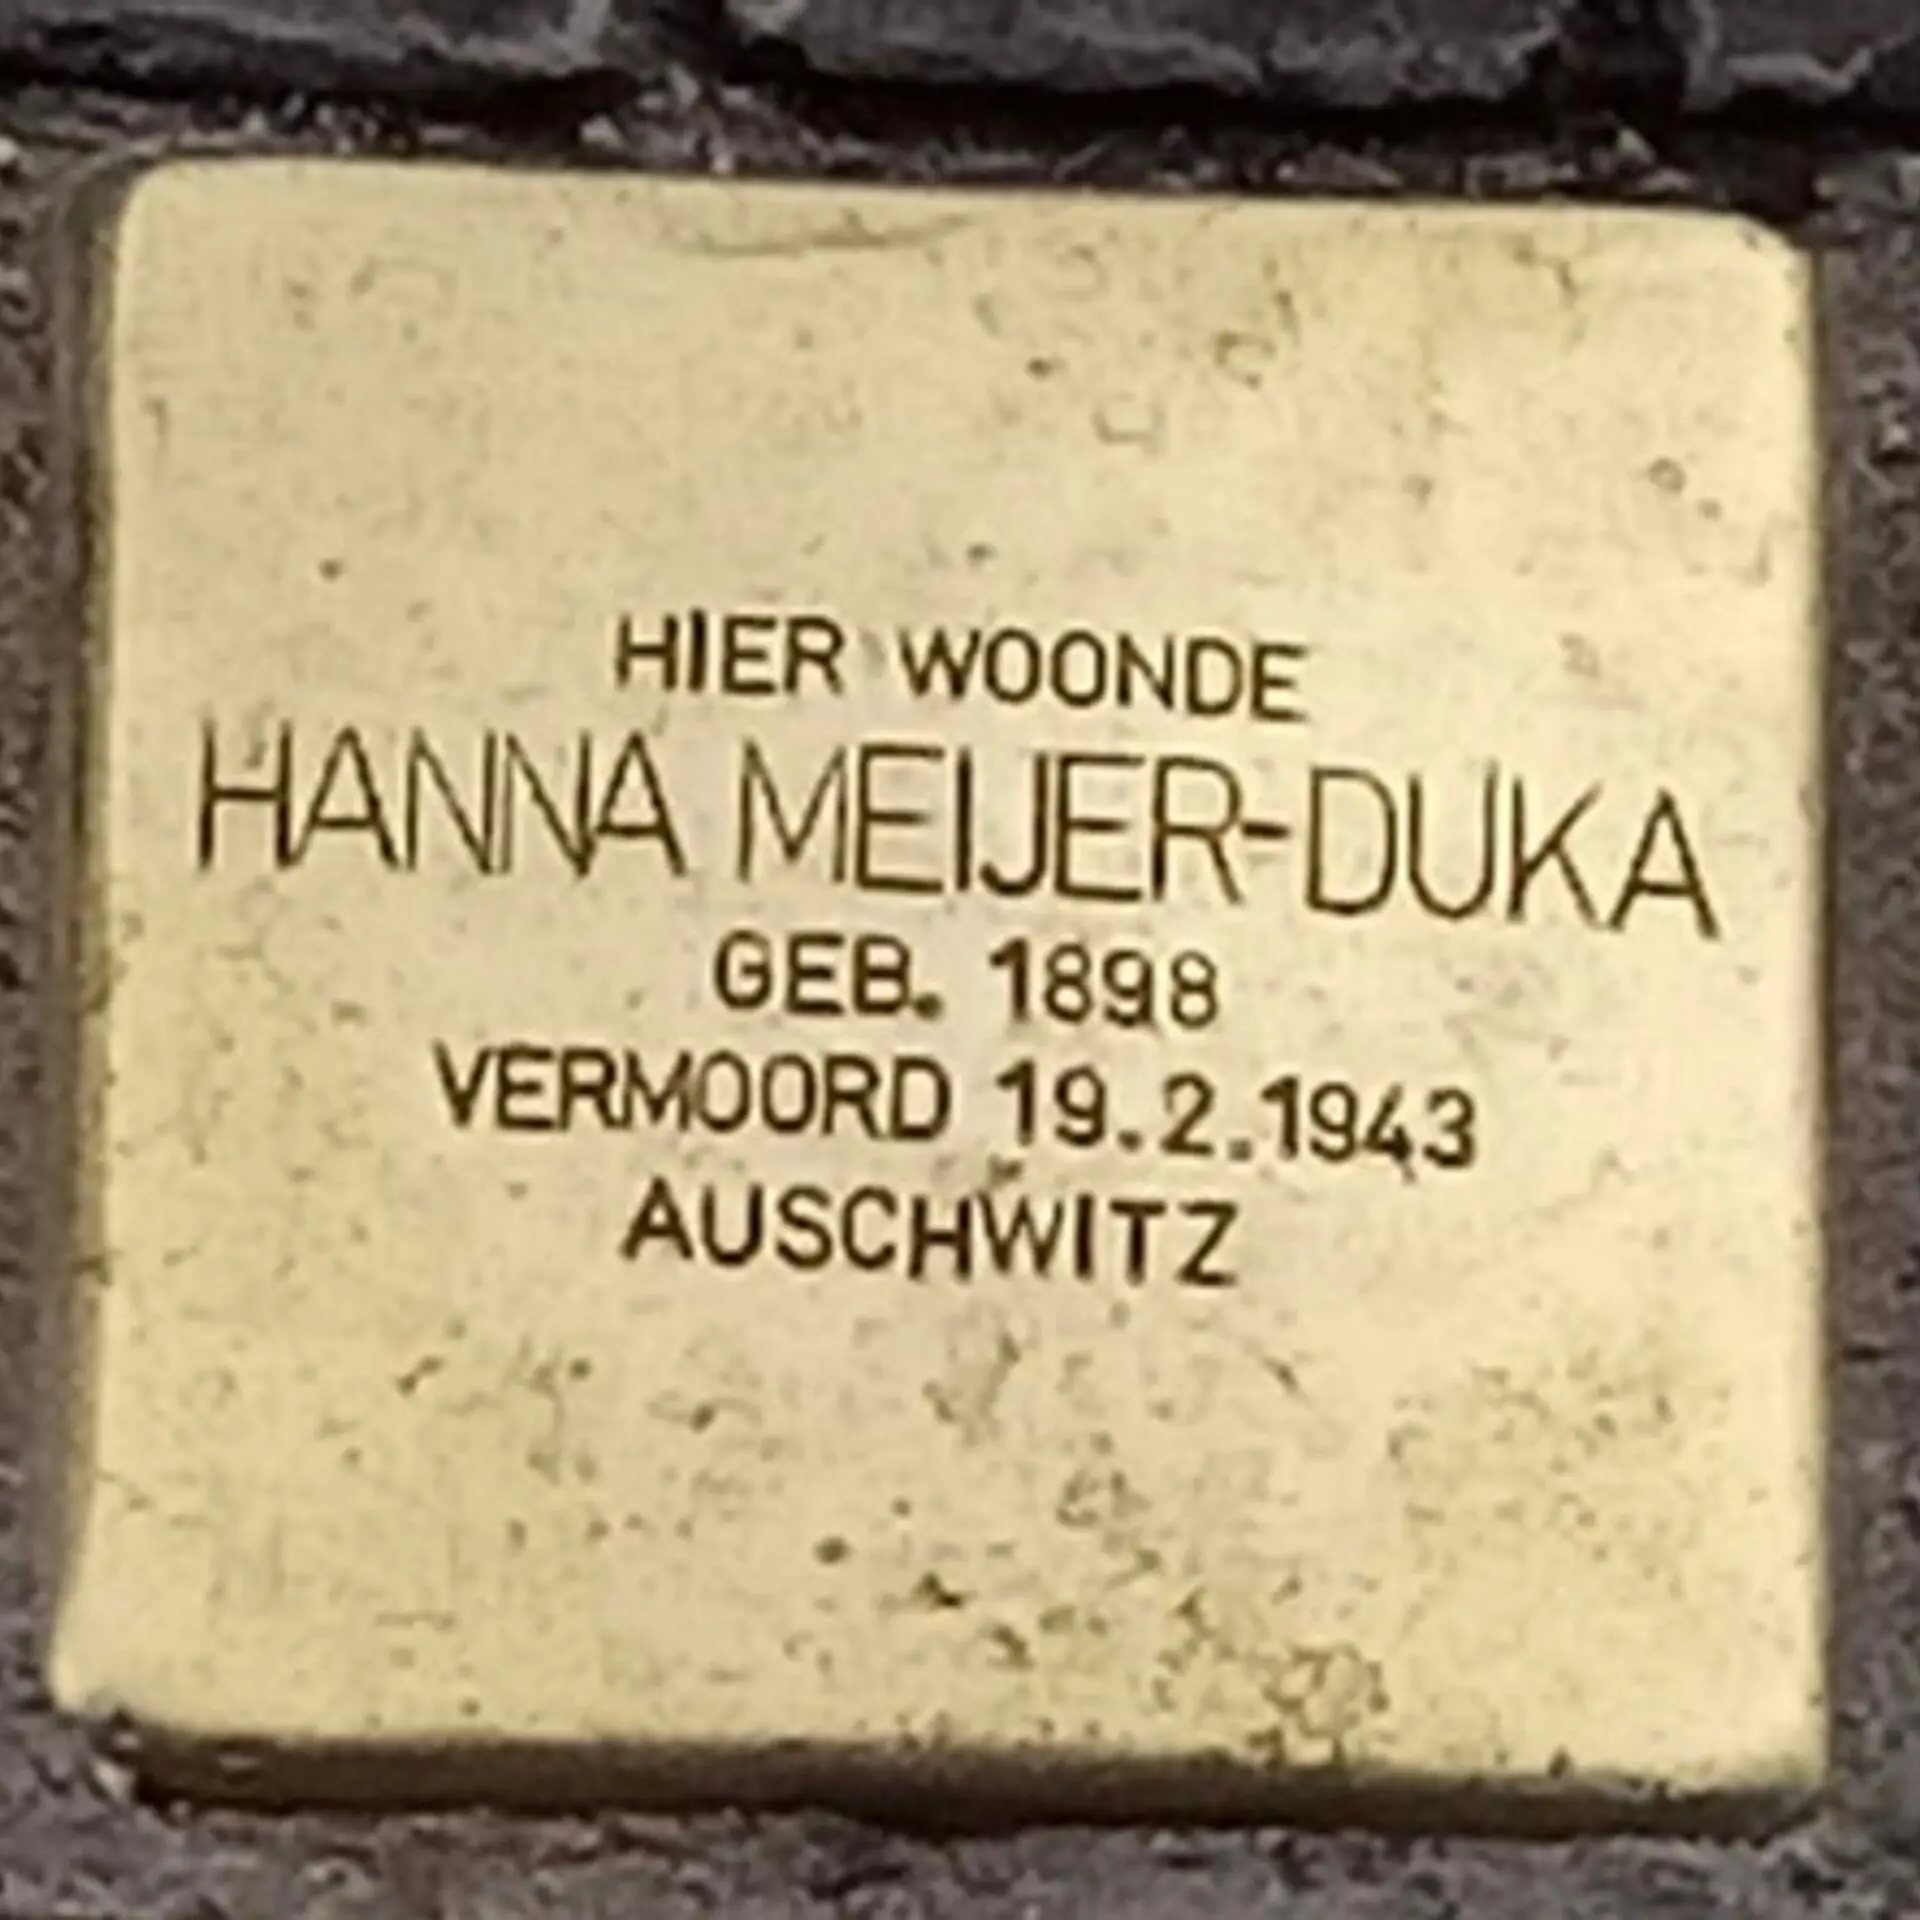 HIER WOONDE
HANNA MEIJER-DUKA
GEB. 1898
VERMOORD 19.2.1943
AUSCHWITZ